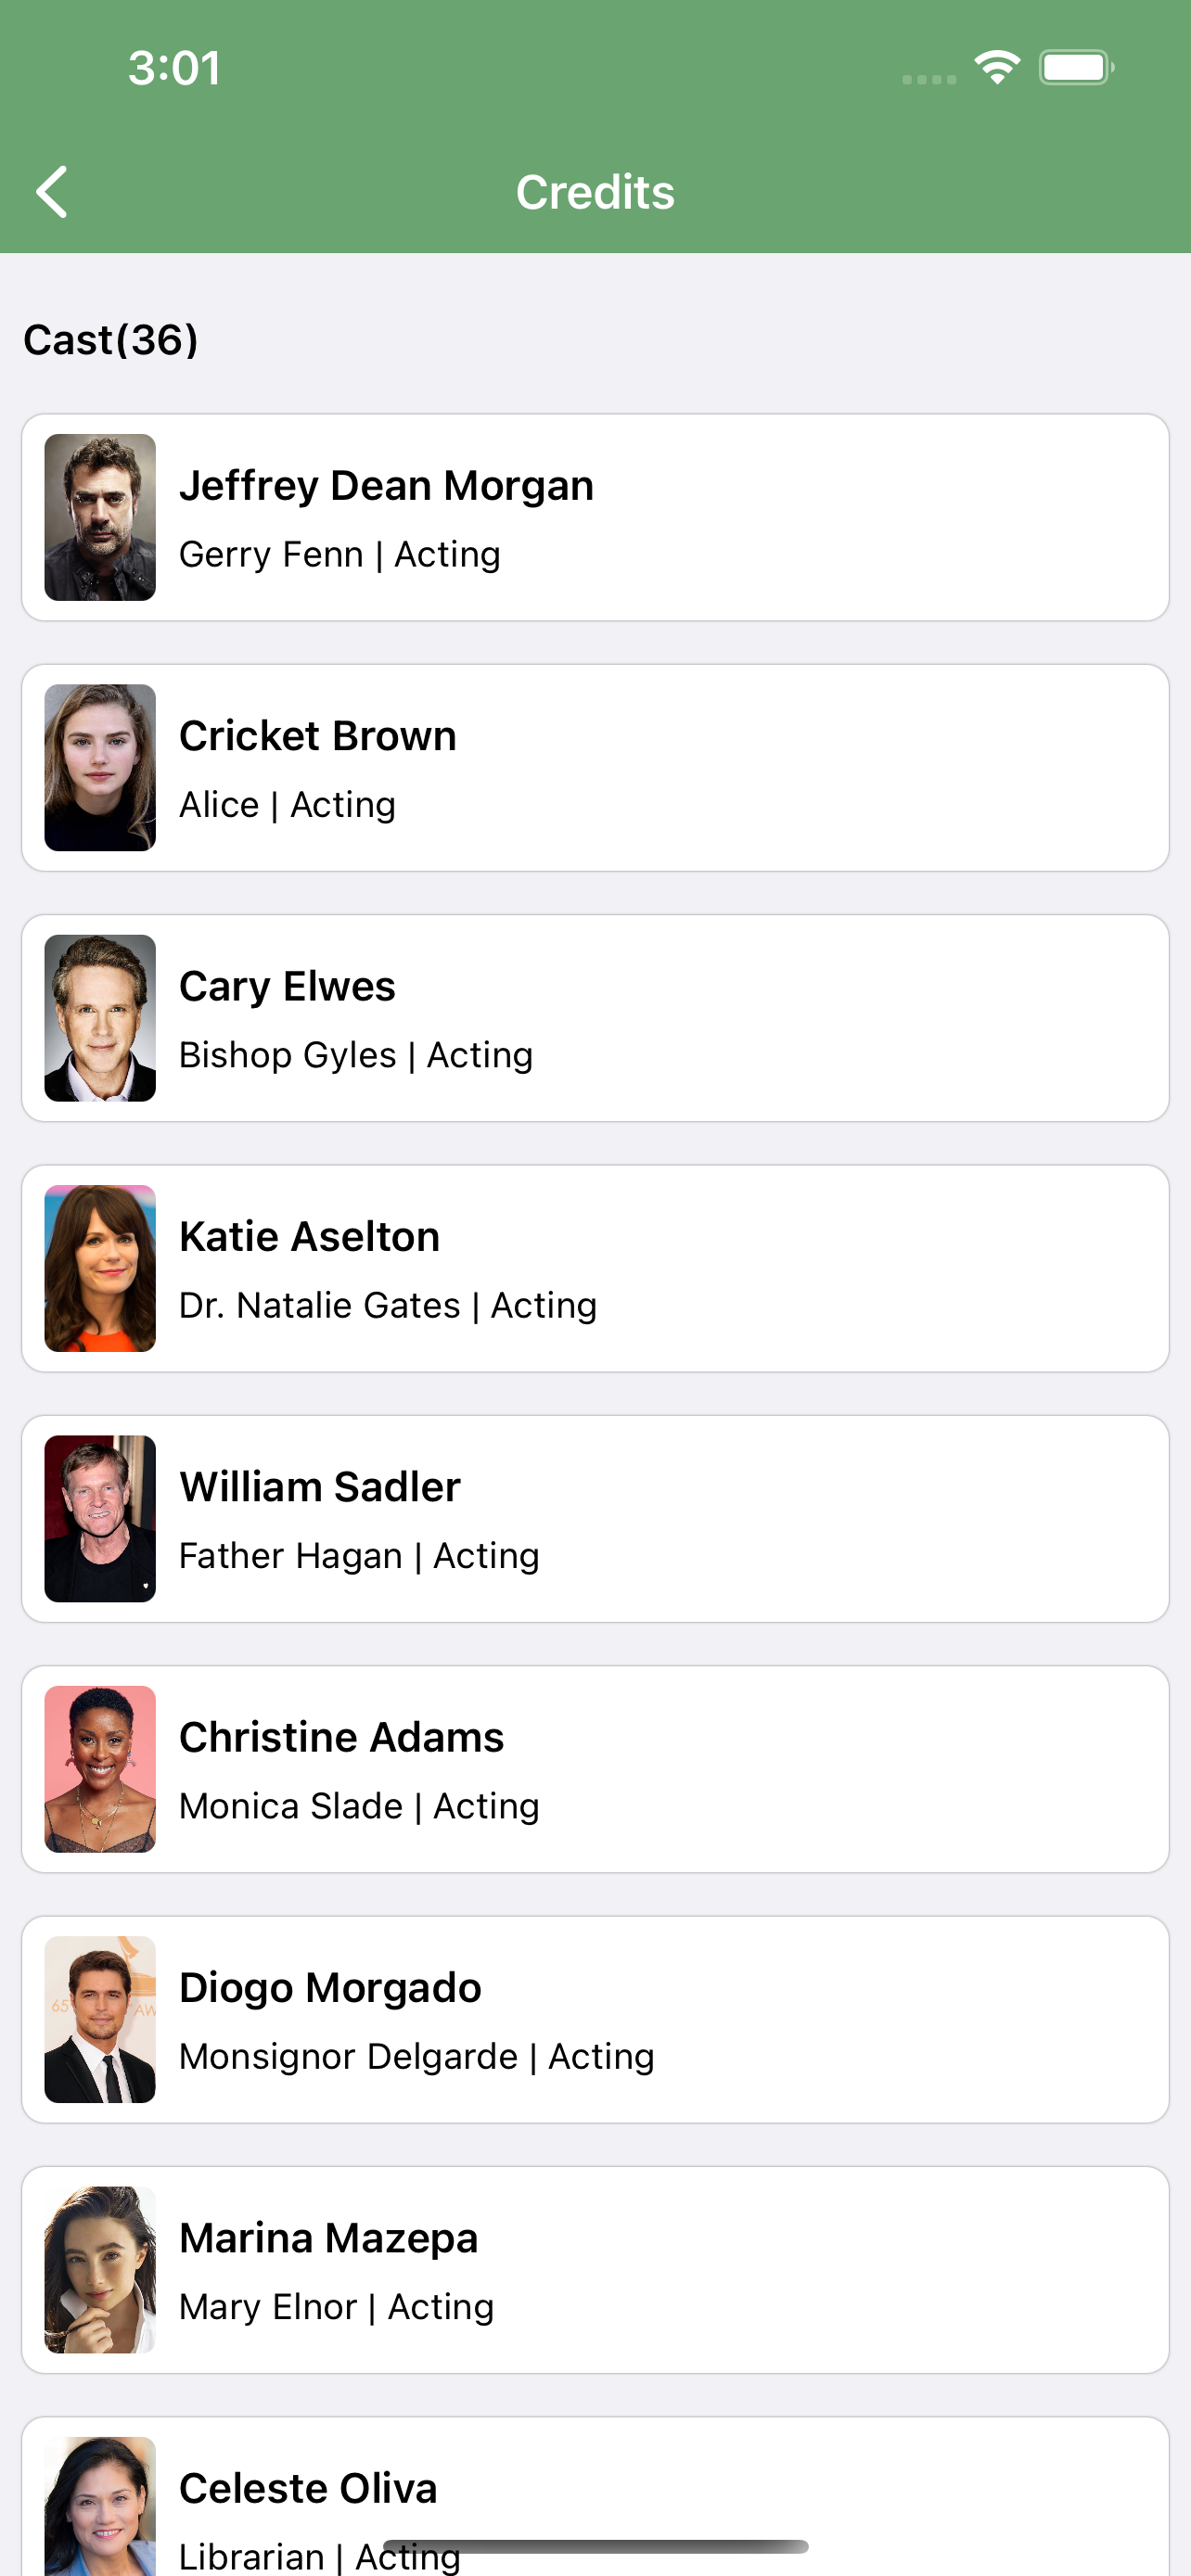 3:01
Credits
Cast(36)
Jeffrey Dean Morgan
Gerry Fenn | Acting
Cricket Brown
Alice | Acting
Cary Elwes
Bishop Gyles | Acting
Katie Aselton
Dr. Natalie Gates | Acting
William Sadler
Father Hagan | Acting
Christine Adams
Monica Slade | Acting
Diogo Morgado
Monsignor Delgarde | Acting
65
AW
Marina Mazepa
Mary Elnor | Acting
Celeste Oliva
Librarian | Acting